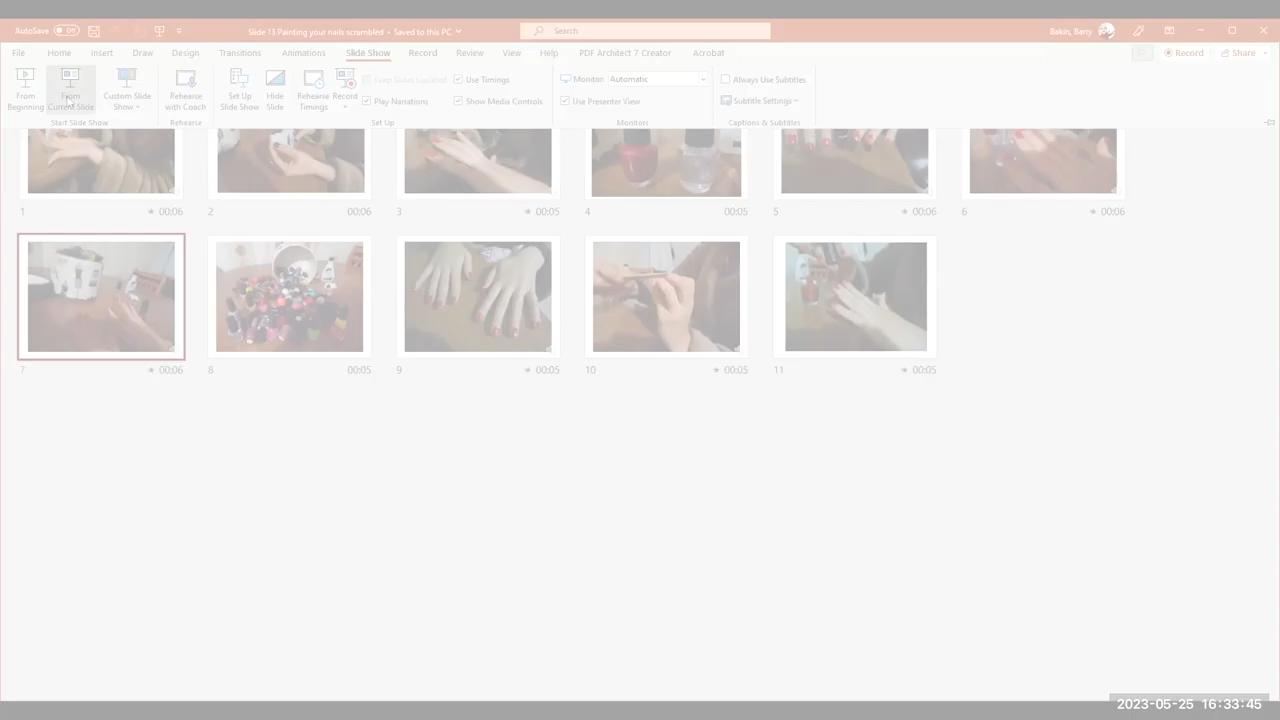 AutoSave Off
Slide 13 Painting your nails scrambled • Saved to this PC
Search
Bakin, Barry
File Home Insert Draw Design Transitions Animations Slide Show Record Review View Help PDF Architect 7 Creator Acrobat
Record Share
From Beginning
From Current Slide
Custom Slide Show
Start Slide Show
Rehearse with Coach
Rehearse
Set Up Slide Show
Hide Slide
Rehearse Timings
Record
Keep Slides Updated
Use Timings
Play Narrations
Show Media Controls
Set Up
Monitor: Automatic
Use Presenter View
Monitors
Always Use Subtitles
Subtitle Settings
Captions & Subtitles
1 00:06 2 00:06 3 00:05 4 00:05 5 00:06 6 00:06
7 00:06 8 00:05 9 00:05 10 00:05 11 00:05
2023-05-25 16:33:45